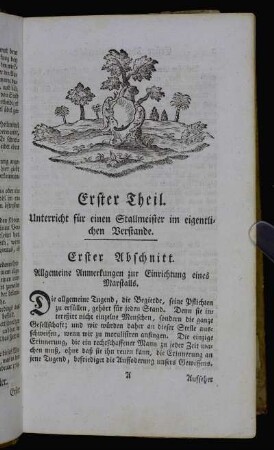 Erster Theil.
Unterricht für einen Stallmeister im eigentli-
chen Verstande.
Erster Abschnitt.
Allgemeine Anmerkungen zur Einrichtung eines
Marstalls.
Die allgemeine Tugend, die Begierde, seine Pflichten
zu erfüllen, gehört für jeden Stand. Denn sie in-
teressirt nicht einzelne Menschen, sondern die ganze
Gesellschaft; und wir würden daher an dieser Stelle aus-
schweifen, wenn wir zu moralisiren anfingen. Die einzige
Erinnerung, die ein rechtschaffener Mann zu jeder Zeit ma-
chen muß, ohne daß sie ihn reuen kann, die Erinnerung an
jene Tugend, befriediget die Aufforderung unsers Gewissens.
A
Aufseher